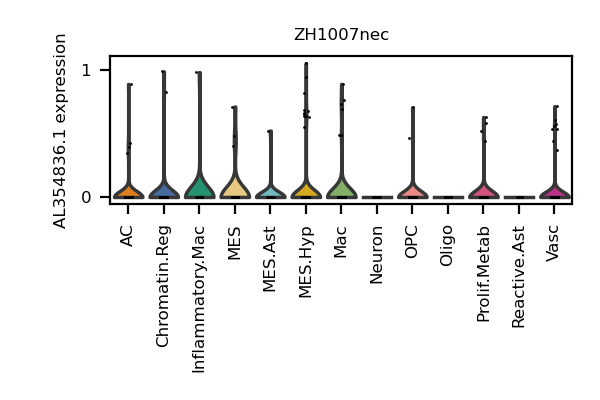 ZH1007nec
AL354836.1 expression
1
0
AC
Chromatin.Reg
Inflammatory.Mac
MES
MES.Ast
MES.Hyp
Mac
Neuron
OPC
Oligo
Prolif.Metab
Reactive.Ast
Vasc